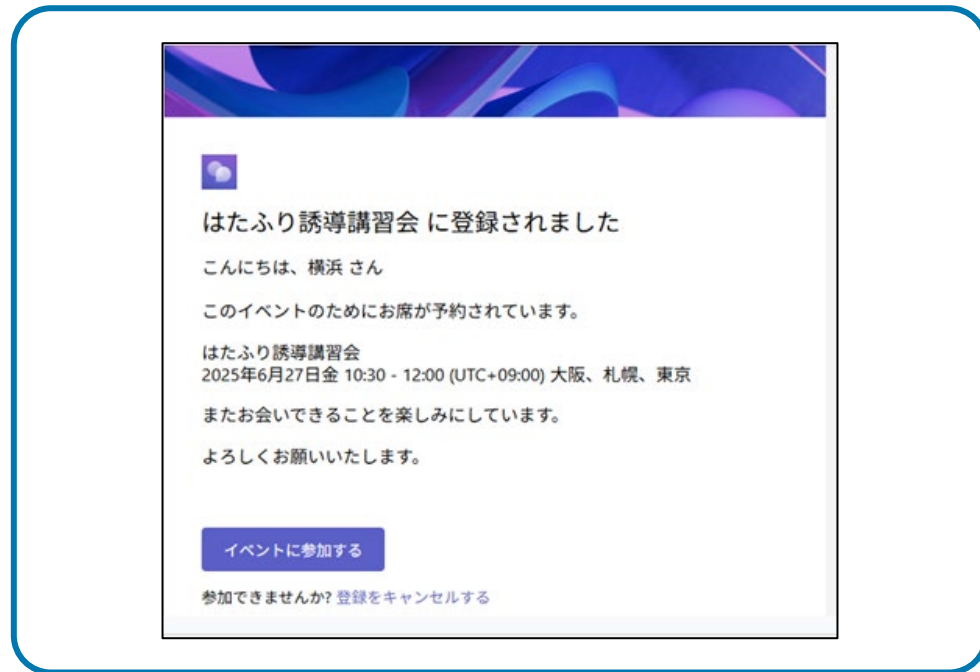 はたふり誘導講習会 に登録されました
こんにちは、横浜 さん
このイベントのためにお席が予約されています。
はたふり誘導講習会
2025年6月27日金 10:30 - 12:00 (UTC+09:00) 大阪、札幌、東京
またお会いできることを楽しみにしています。
よろしくお願いいたします。
イベントに参加する
参加できませんか? 登録をキャンセルする